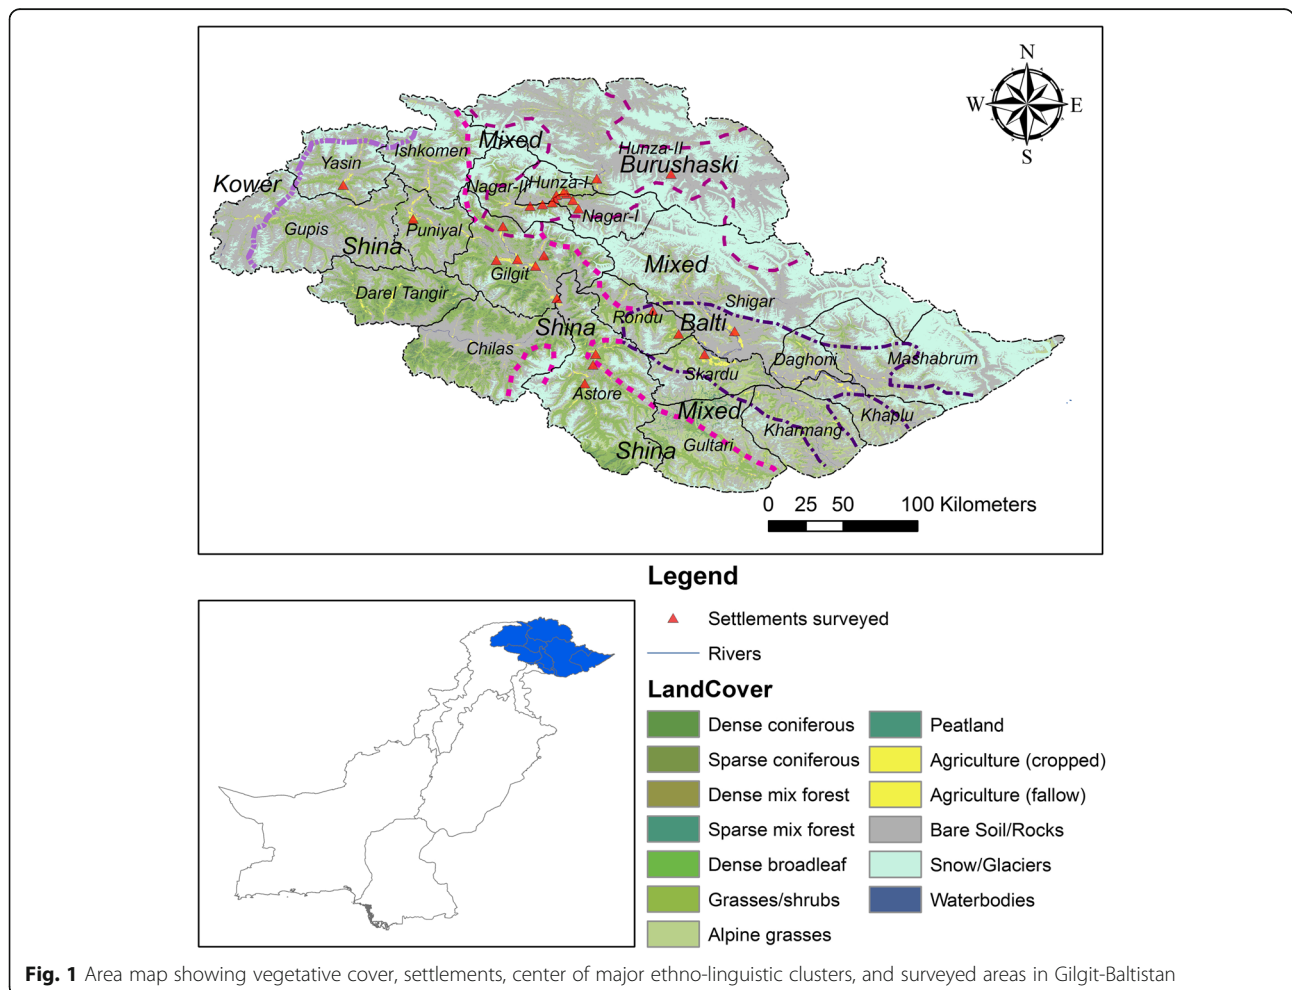 N
W
E
S
Mixed
Ishkomen
Yasin
Hunza-II
Burushaski
Kower
Nagar-II
Hunza-I
Nagar-I
Gupis
Puniyal
Shina
Mixed
Gilgit
Darel Tangir
Shigar
Rondu
Balti
Shina
Chilas
Daghoni
Mashabrum
Skardu
Astore
Mixed
Khaplu
Kharmang
Shina
Gultari
0 25 50 100 Kilometers
Legend
Settlements surveyed
Rivers
LandCover
Dense coniferous
Sparse coniferous
Dense mix forest
Sparse mix forest
Dense broadleaf
Grasses/shrubs
Alpine grasses
Peatland
Agriculture (cropped)
Agriculture (fallow)
Bare Soil/Rocks
Snow/Glaciers
Waterbodies
Fig. 1 Area map showing vegetative cover, settlements, center of major ethno-linguistic clusters, and surveyed areas in Gilgit-Baltistan